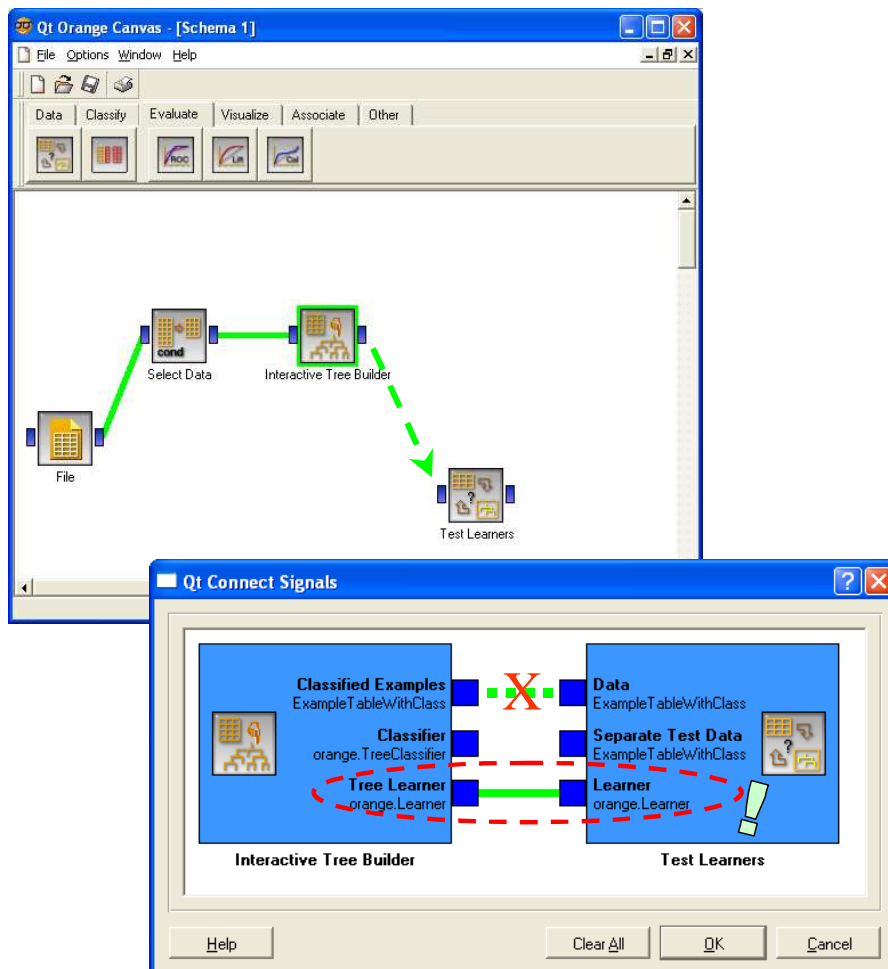 Qt Orange Canvas - [Schema 1]
File Options Window Help
Data Classify Evaluate Visualize Associate Other
? ROC Lift Cal
cond
Select Data
Interactive Tree Builder
File
?
Test Learners
Qt Connect Signals
?
Classified Examples
ExampleTableWithClass
Classifier
orange.TreeClassifier
Tree Learner
orange.Learner
X
Data
ExampleTableWithClass
Separate Test Data
ExampleTableWithClass
Learner
orange.Learner
?
!
Interactive Tree Builder
Test Learners
Help
Clear All
OK
Cancel